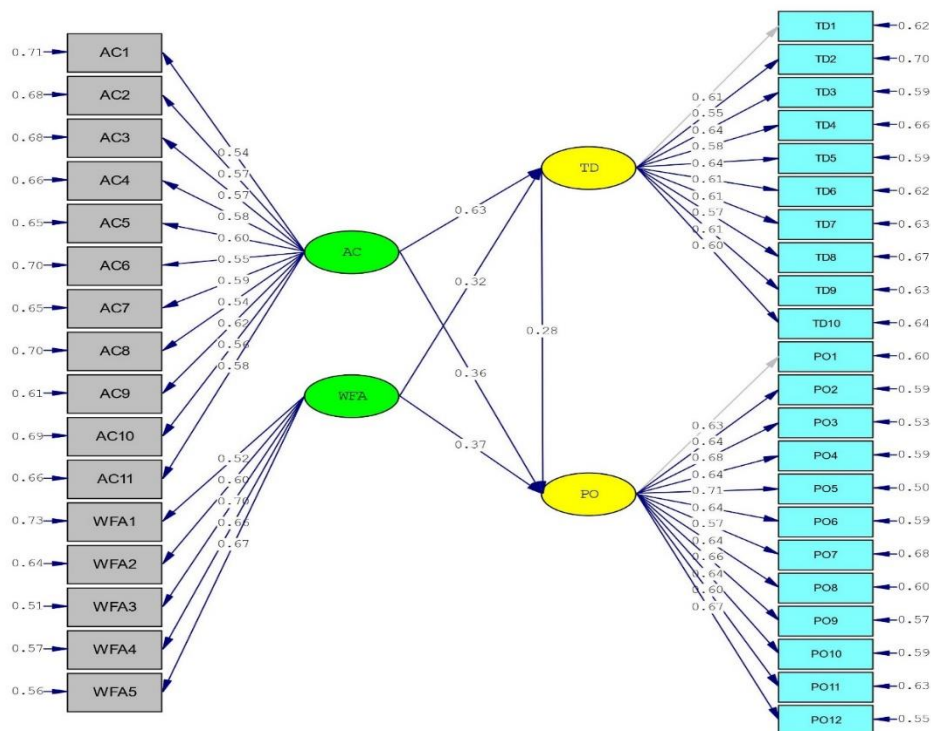 0.71 AC1
0.68 AC2
0.68 AC3
0.66 AC4
0.65 AC5
0.70 AC6
0.65 AC7
0.70 AC8
0.61 AC9
0.69 AC10
0.66 AC11
0.73 WFA1
0.64 WFA2
0.51 WFA3
0.57 WFA4
0.56 WFA5
0.54
0.57
0.57
0.58
0.60
0.55
0.59
0.54
0.62
0.56
0.58
0.52
0.60
0.70
0.67
AC
WFA
0.63
0.32
0.36
0.37
0.28
TD
PO
0.61
0.55
0.64
0.58
0.64
0.61
0.61
0.57
0.61
0.60
0.63
0.64
0.68
0.64
0.71
0.64
0.57
0.64
0.66
0.64
0.60
0.67
TD1 0.62
TD2 0.70
TD3 0.59
TD4 0.66
TD5 0.59
TD6 0.62
TD7 0.63
TD8 0.67
TD9 0.63
TD10 0.64
PO1 0.60
PO2 0.59
PO3 0.53
PO4 0.59
PO5 0.50
PO6 0.59
PO7 0.68
PO8 0.60
PO9 0.57
PO10 0.59
PO11 0.63
PO12 0.55